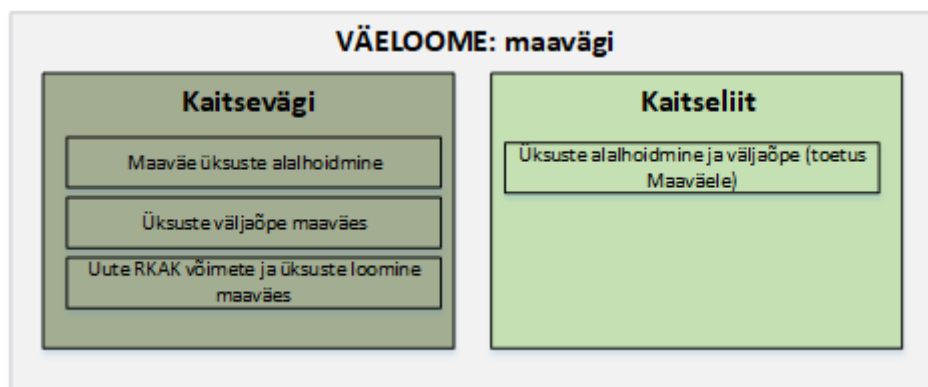 VÄELOOME: maavägi
Kaitsevägi
Maaväe üksuste alalhoidmine
Üksuste väljaõpe maaväes
Uute RKAK võimete ja üksuste loomine
maaväes
Kaitseliit
Üksuste alalhoidmine ja väljaõpe (toetus
Maaväele)